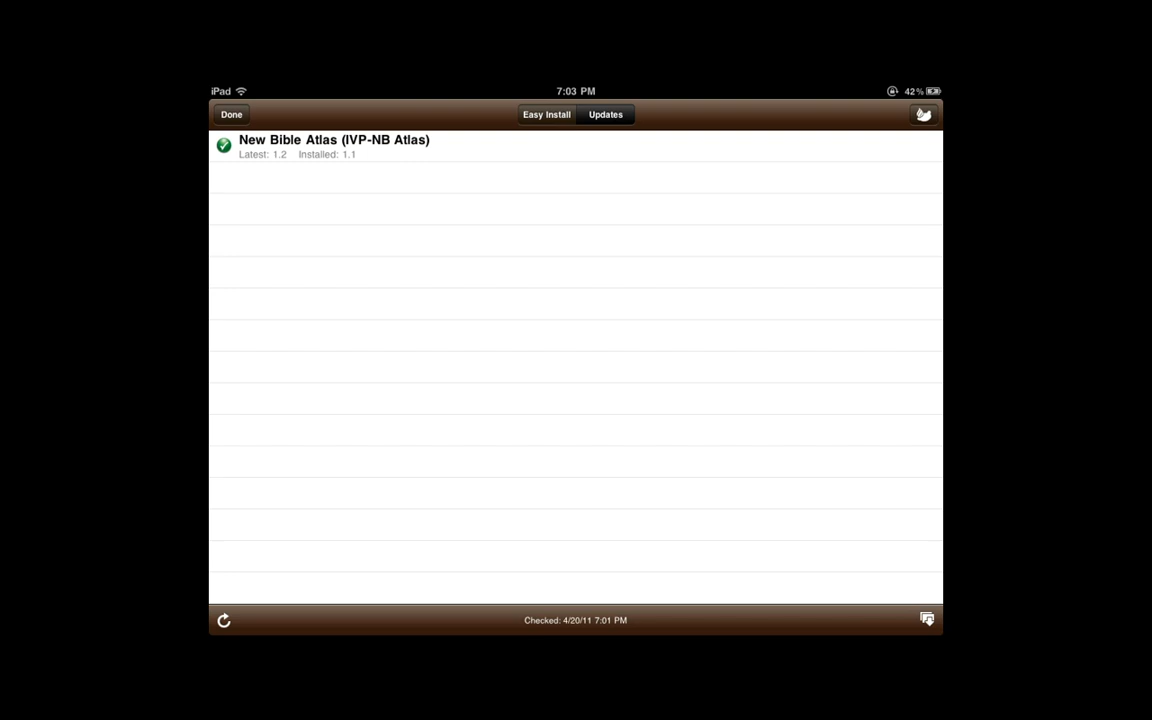 iPad 7:03 PM 42%
Done Easy Install Updates
New Bible Atlas (IVP-NB Atlas)
Latest: 1.2 Installed: 1.1
Checked: 4/20/11 7:01 PM